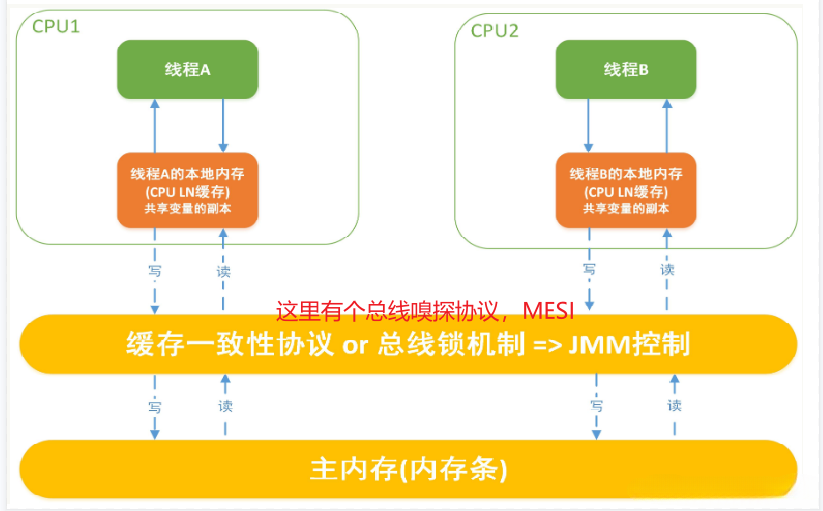 CPU1
CPU2
线程A
线程B
线程A的本地内存
(CPU LN缓存)
共享变量的副本
线程B的本地内存
(CPU LN缓存)
共享变量的副本
写
读
写
读
这里有个总线嗅探协议，MESI
缓存一致性协议 or 总线锁机制 => JMM控制
写
读
写
读
主内存(内存条)